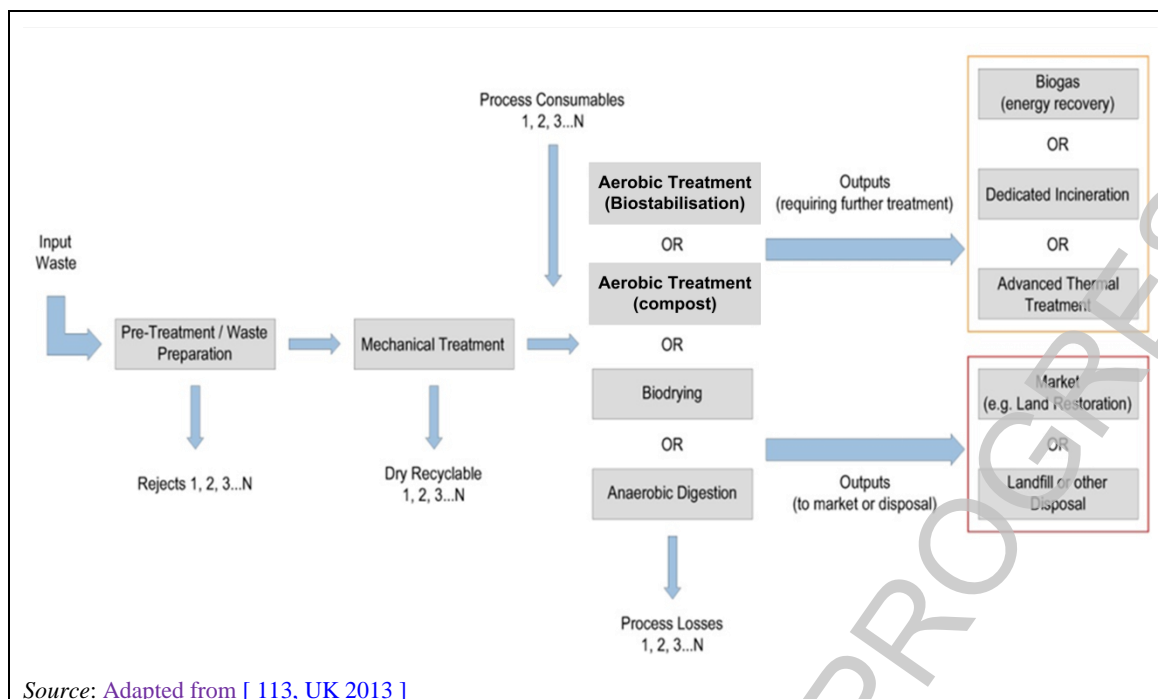 Process Consumables
1, 2, 3...N
Input
Waste
Pre-Treatment / Waste
Preparation
Rejects 1, 2, 3...N
Mechanical Treatment
Dry Recyclable
1, 2, 3...N
Aerobic Treatment
(Biostabilisation)
OR
Aerobic Treatment
(compost)
OR
Biodrying
OR
Anaerobic Digestion
Process Losses
1, 2, 3...N
Outputs
(requiring further treatment)
Outputs
(to market or disposal)
Biogas
(energy recovery)
OR
Dedicated Incineration
OR
Advanced Thermal
Treatment
Market
(e.g. Land Restoration)
OR
Landfill or other
Disposal
Source: Adapted from [ 113, UK 2013 ]
PROGRES